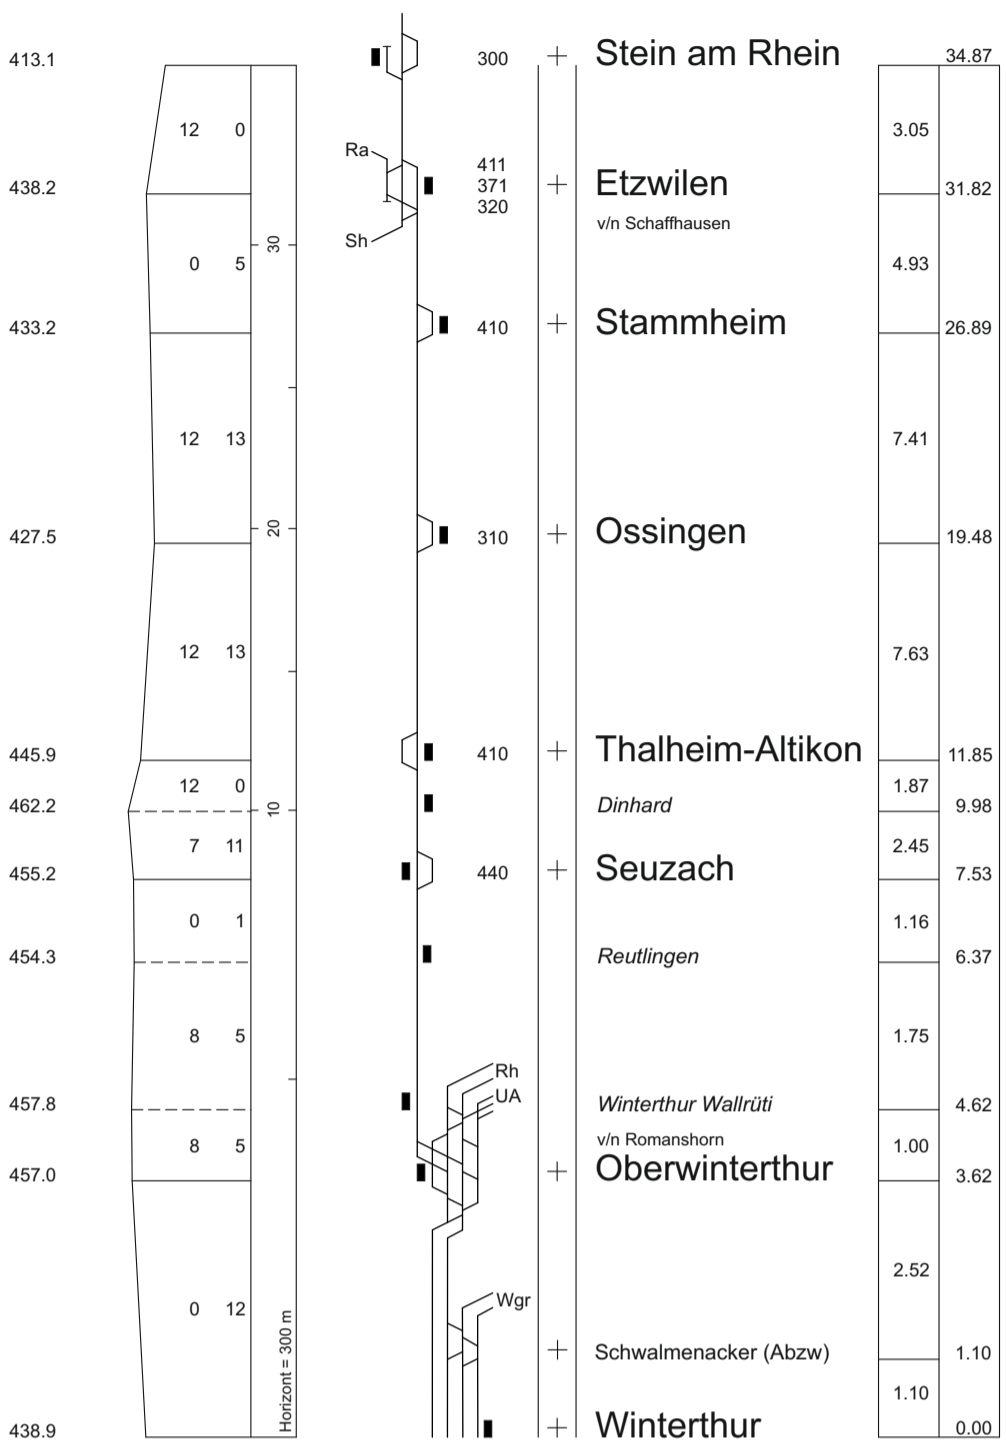 413.1 300 + Stein am Rhein 34.87
12 0 3.05
Ra
411
438.2 371 + Etzwilen 31.82
320
v/n Schaffhausen
Sh
30
0 5 4.93
433.2 410 + Stammheim 26.89
12 13 7.41
20
427.5 310 + Ossingen 19.48
12 13 7.63
445.9 410 + Thalheim-Altikon 11.85
12 0 1.87
462.2 10 Dinhard 9.98
7 11 2.45
455.2 440 + Seuzach 7.53
0 1 1.16
454.3 Reutlingen 6.37
8 5 1.75
Rh
UA
457.8 Winterthur Wallrüti 4.62
8 5 v/n Romanshorn 1.00
457.0 + Oberwinterthur 3.62
2.52
Wgr
0 12
Horizont = 300 m
+ Schwalmenacker (Abzw) 1.10
1.10
438.9 + Winterthur 0.00